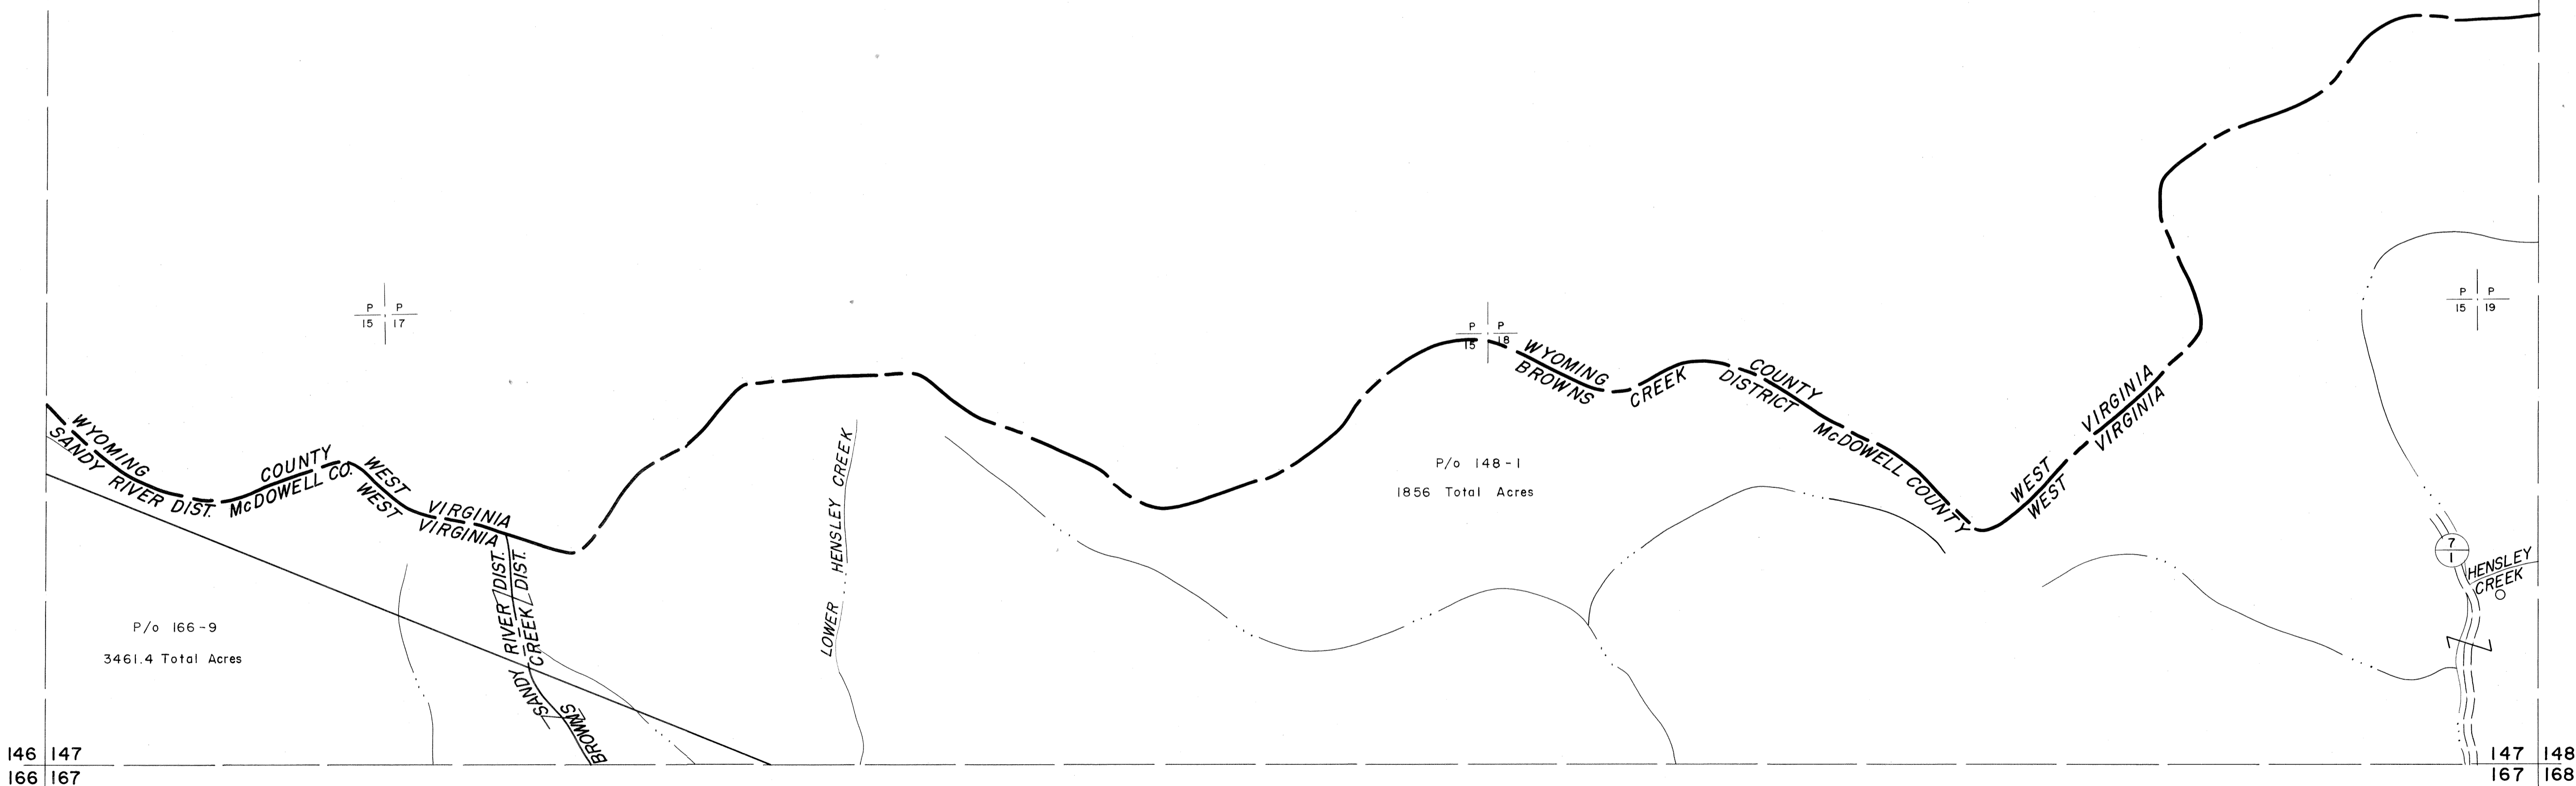 P P
15 17
P P
15 18
P P
15 19
WYOMING COUNTY WEST VIRGINIA
SANDY RIVER DIST. McDOWELL CO. WEST VIRGINIA
WYOMING COUNTY WEST VIRGINIA
BROWNS CREEK DISTRICT McDOWELL COUNTY WEST VIRGINIA
SANDY RIVER DIST.
BROWNS CREEK DIST.
LOWER HENSLEY CREEK
P/o 148-1
1856 Total Acres
7
1
HENSLEY
CREEK
P/o 166-9
3461.4 Total Acres
146 147
166 167
147 148
167 168